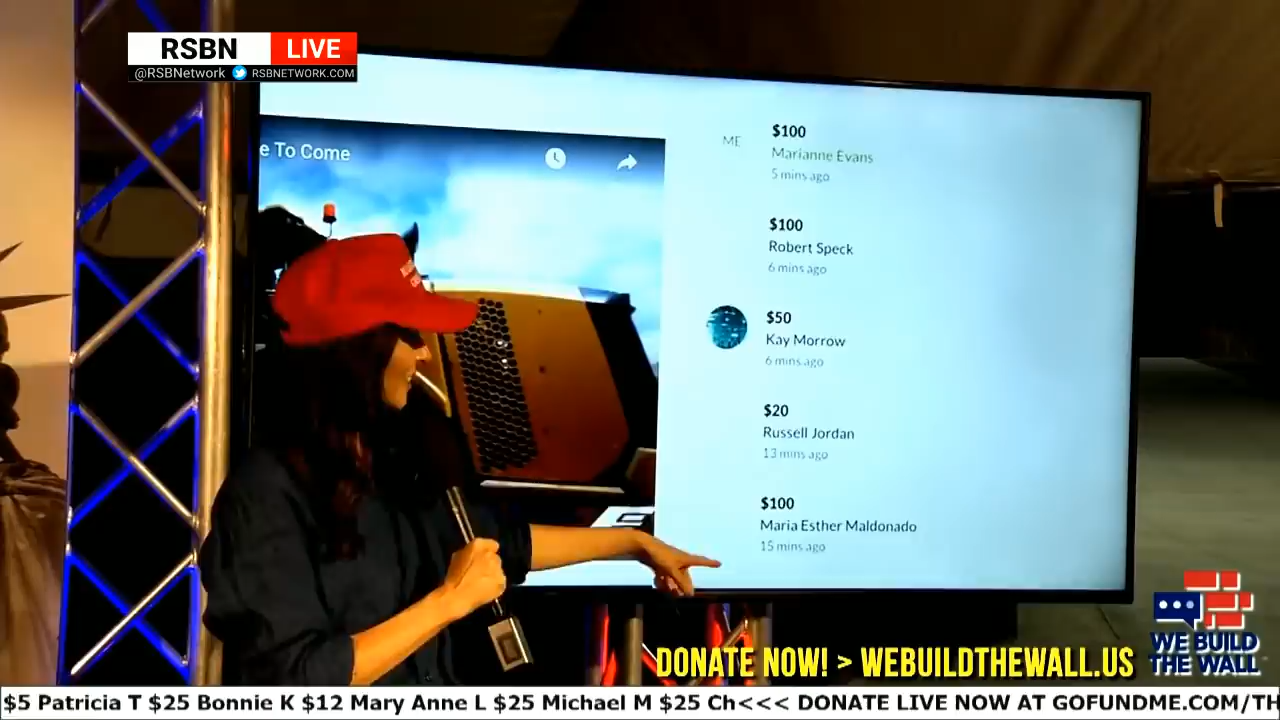 RSBN LIVE
@RSBNetwork RSBNETWORK.COM
e To Come
ME
$100
Marianne Evans
5 mins ago
$100
Robert Speck
6 mins ago
$50
Kay Morrow
6 mins ago
$20
Russell Jordan
13 mins ago
$100
Maria Esther Maldonado
15 mins ago
WE BUILD
THE WALL
DONATE NOW! > WEBUILDTHEWALL.US
$5 Patricia T $25 Bonnie K $12 Mary Anne L $25 Michael M $25 Ch<<< DONATE LIVE NOW AT GOFUNDME.COM/TH